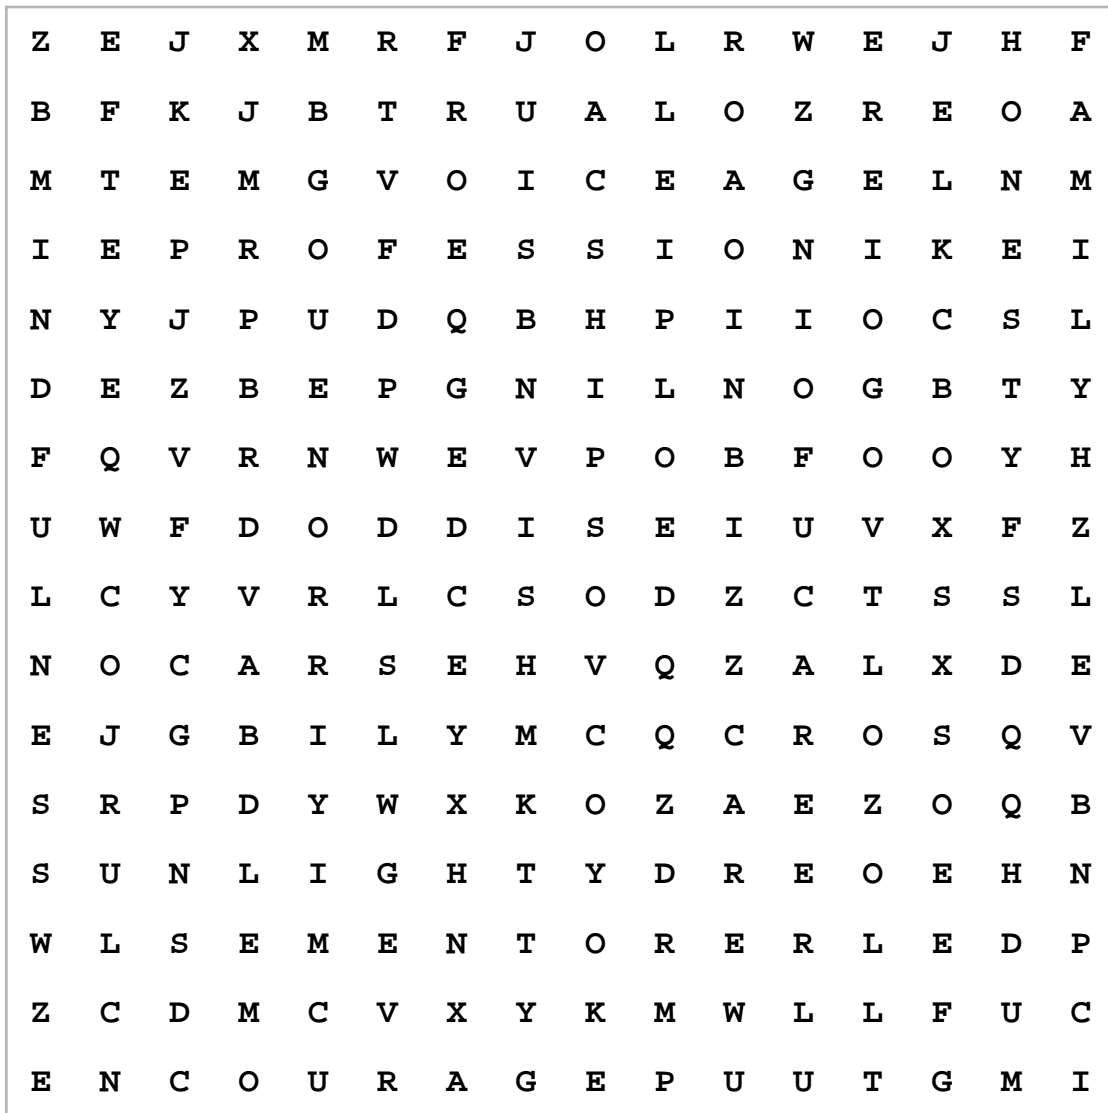 Z E J X M R F J O L R W E J H F
B F K J B T R U A L O Z R E O A
M T E M G V O I C E A G E L N M
I E P R O F E S S I O N I K E I
N Y J P U D Q B H P I I O C S L
D E Z B E P G N I L N O G B T Y
F Q V R N W E V P O B F O O Y H
U W F D O D D I S E I U V X F Z
L C Y V R L C S O D Z C T S S L
N O C A R S E H V Q Z A L X D E
E J G B I L Y M C Q C R O S Q V
S R P D Y W X K O Z A E Z O Q B
S U N L I G H T Y D R E O E H N
W L S E M E N T O R E R L E D P
Z C D M C V X Y K M W L L F U C
E N C O U R A G E P U U T G M I